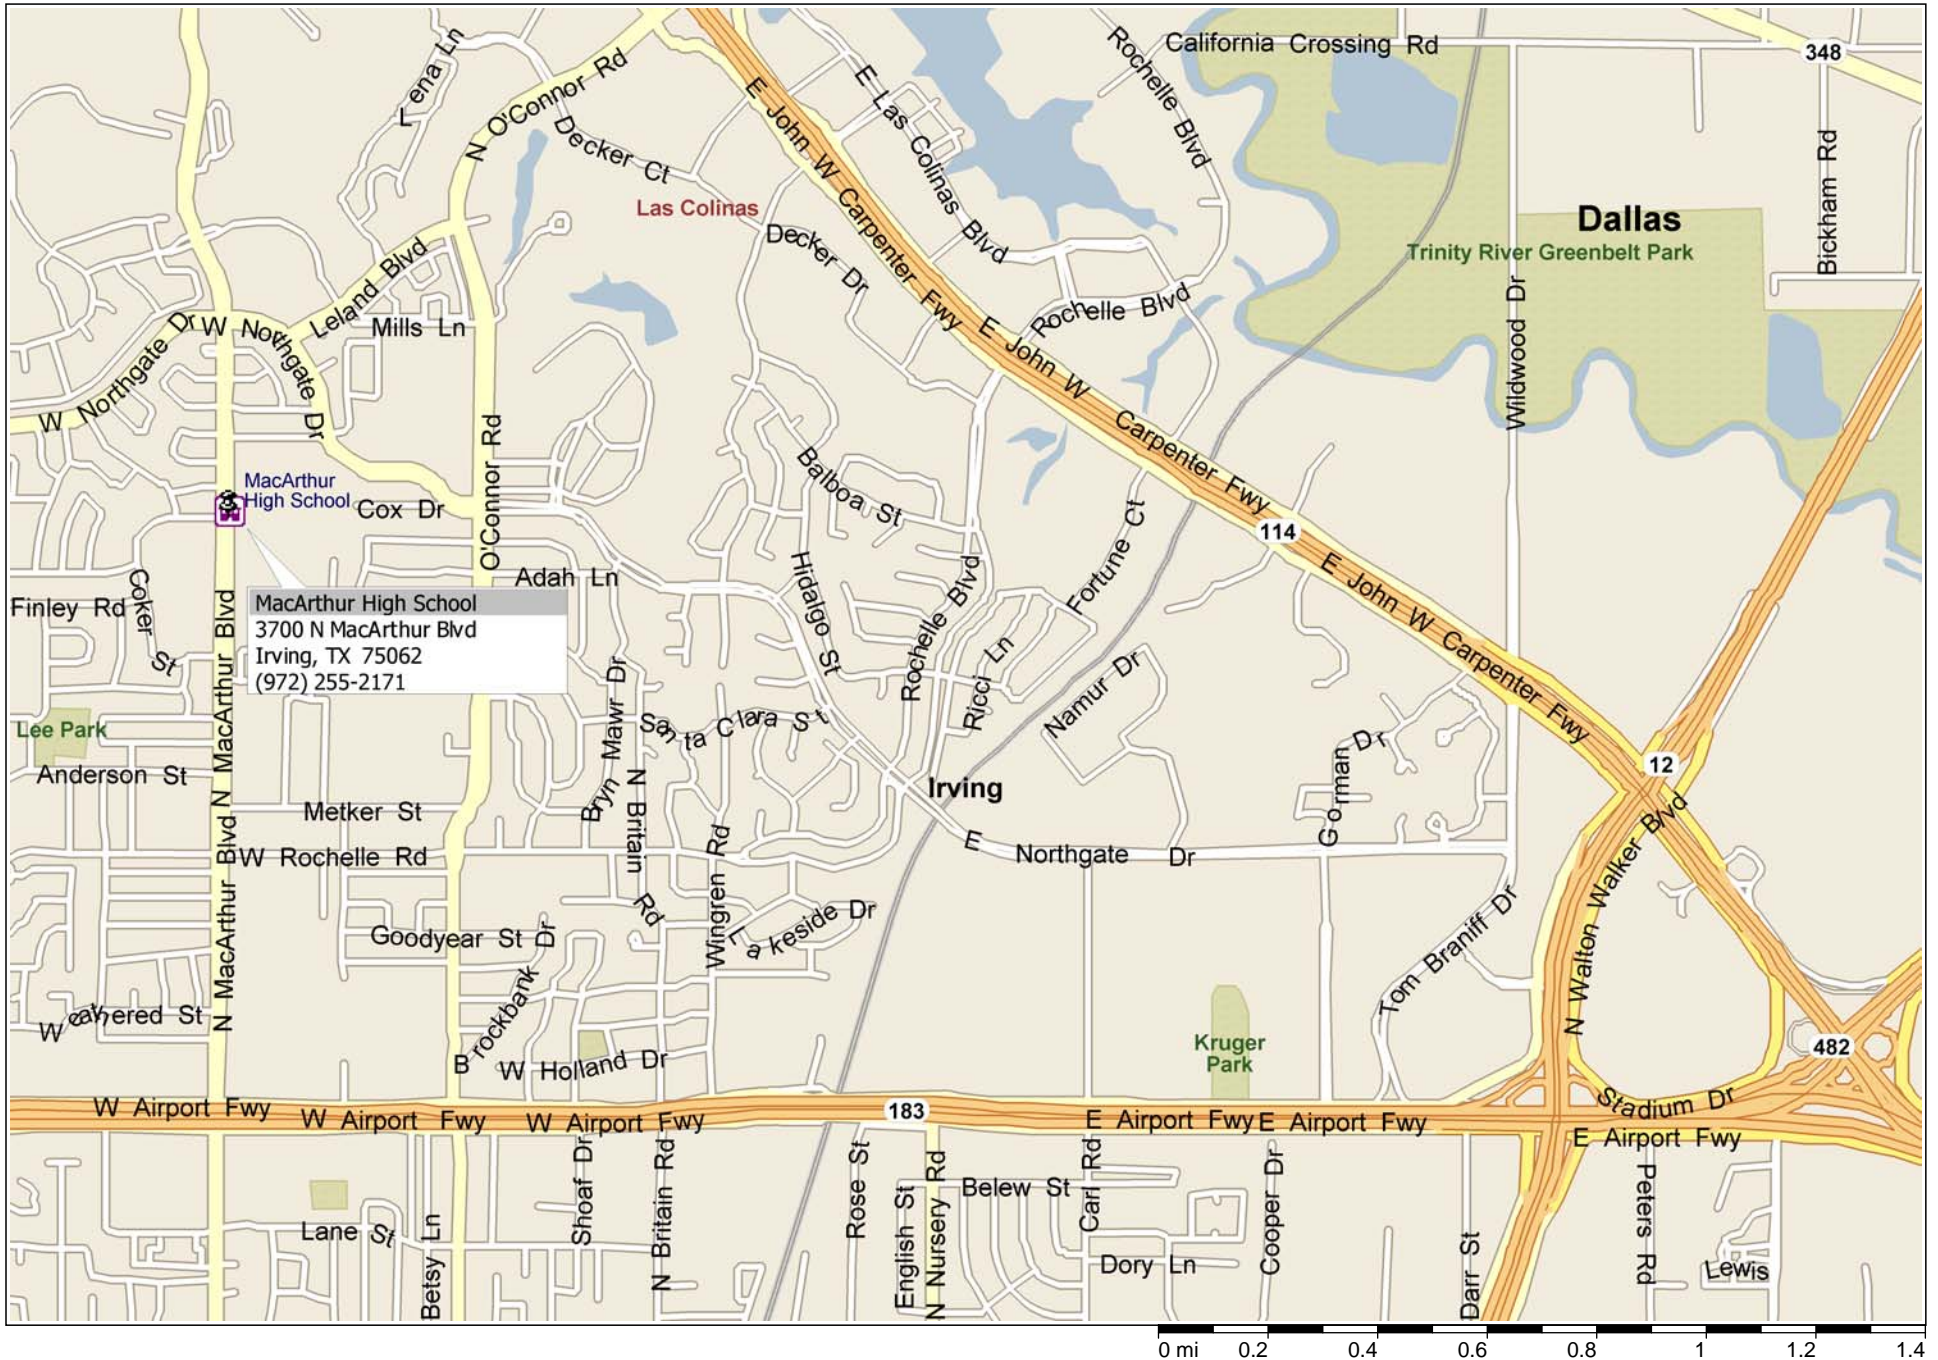 Lena Ln
N O'Connor Rd
E Las Colinas Blvd
Rochelle Blvd
California Crossing Rd
348
E John W Carpenter Fwy
Decker Ct
Bickham Rd
Las Colinas
Dallas
Trinity River Greenbelt Park
Decker Dr
Leland Blvd
Rochelle Blvd
Wildwood Dr
W Northgate Dr
W Northgate Dr
Mills Ln
E John W Carpenter Fwy
O'Connor Rd
Balboa St
MacArthur
High School
Cox Dr
Fortune Ct
114
Adah Ln
Hidalgo St
Rochelle Blvd
E John W Carpenter Fwy
Finley Rd
Coker St
N MacArthur Blvd
MacArthur High School
3700 N MacArthur Blvd
Irving, TX 75062
(972) 255-2171
Ricci Ln
Namur Dr
Bryn Mawr Dr
Santa Clara St
Lee Park
Gorman Dr
12
Anderson St
N Britain Rd
Irving
Metker St
N MacArthur Blvd
W Rochelle Rd
Wingren Rd
E Northgate Dr
N Walton Walker Blvd
Goodyear St
Brockbank Dr
Lakeside Dr
Tom Braniff Dr
Weathered St
Kruger
Park
482
W Holland Dr
W Airport Fwy
W Airport Fwy
W Airport Fwy
183
E Airport Fwy
E Airport Fwy
Stadium Dr
E Airport Fwy
Shoaf Dr
N Britain Rd
Rose St
English St
N Nursery Rd
Belew St
Carl Rd
Cooper Dr
Peters Rd
Lane St
Betsy Ln
Dory Ln
Darr St
Lewis
0 mi 0.2 0.4 0.6 0.8 1 1.2 1.4